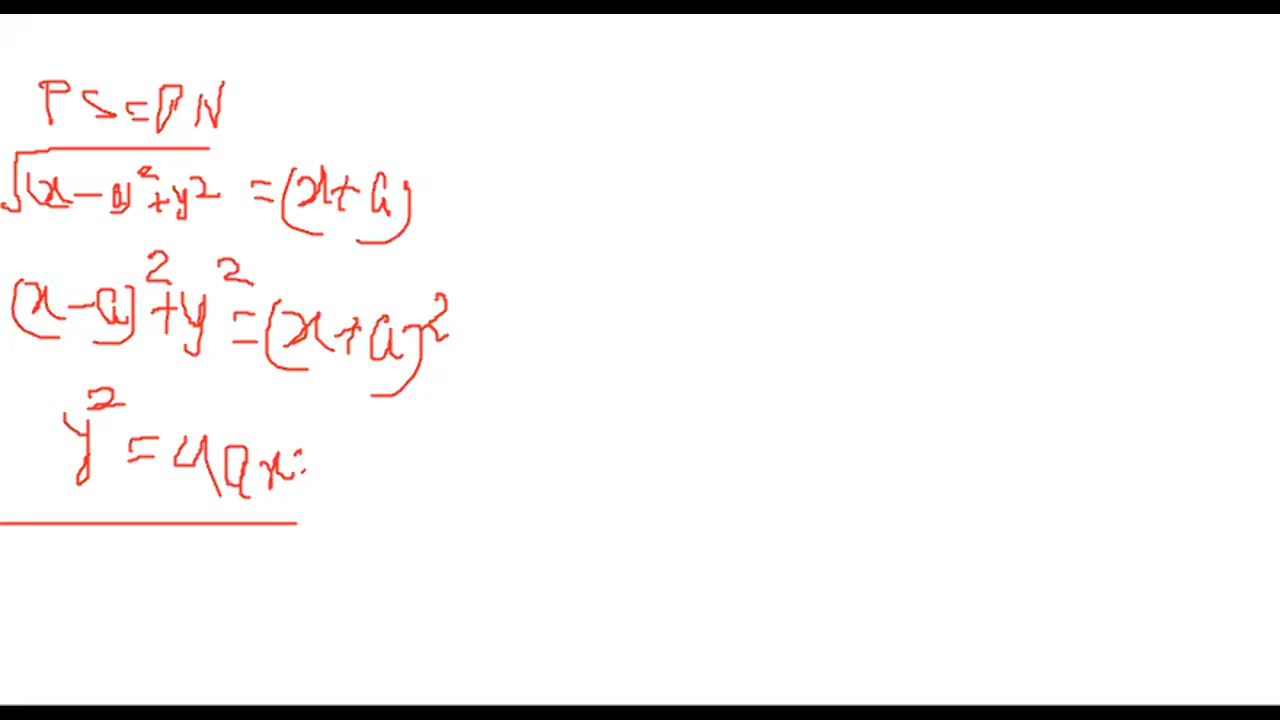 PS=PN
√(x-a)²+y² =(x+a)
(x-a)²+y²=(x+a)²
y²=4ax